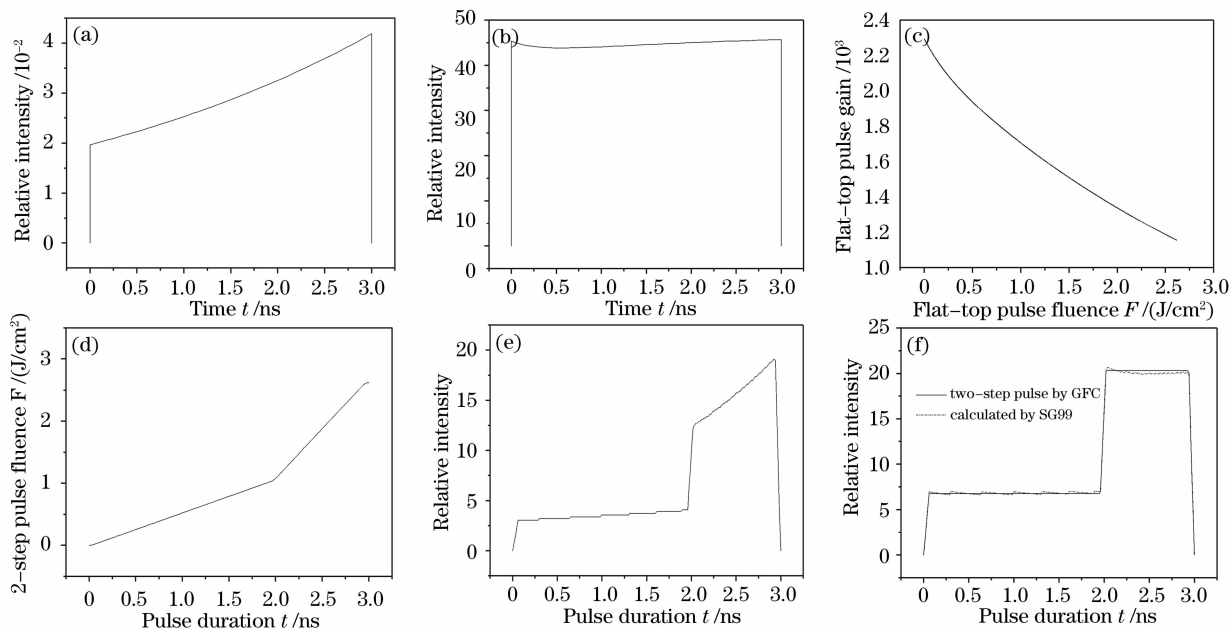 (a)
Relative intensity /10⁻²
4
3
2
1
0
0 0.5 1.0 1.5 2.0 2.5 3.0
Time t /ns
(b)
Relative intensity
50
40
30
20
10
0
0 0.5 1.0 1.5 2.0 2.5 3.0
Time t /ns
(c)
Flat-top pulse gain /10³
2.4
2.2
2.0
1.8
1.6
1.4
1.2
1.0
0 0.5 1.0 1.5 2.0 2.5 3.0
Flat-top pulse fluence F /(J/cm²)
(d)
2-step pulse fluence F /(J/cm²)
3
2
1
0
0 0.5 1.0 1.5 2.0 2.5 3.0
Pulse duration t /ns
(e)
Relative intensity
20
15
10
5
0
0 0.5 1.0 1.5 2.0 2.5 3.0
Pulse duration t /ns
(f)
Relative intensity
25
20
15
10
5
0
two-step pulse by GFC
calculated by SG99
0 0.5 1.0 1.5 2.0 2.5 3.0
Pulse duration t /ns